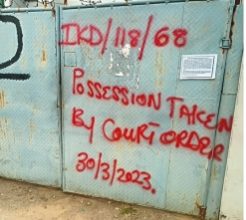 IKD/118/68
POSSESSION TAKEN
BY COURT ORDER
30/3/2023.